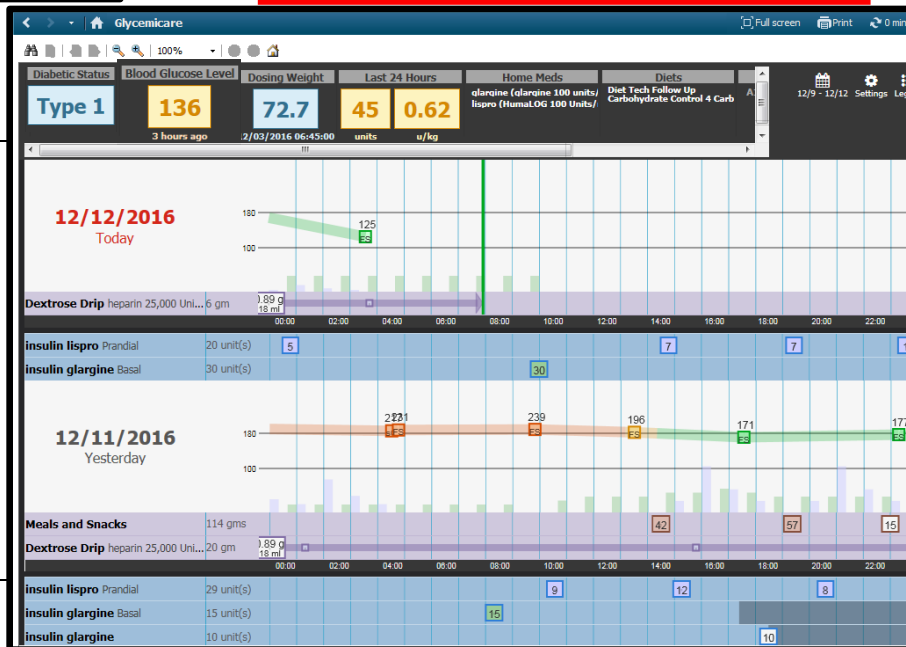 Glycemicare Full screen Print 0 min
100%
Diabetic Status Blood Glucose Level Dosing Weight Last 24 Hours Home Meds Diets
Type 1 136 72.7 45 0.62
glargine (glargine 100 units/ Diet Tech Follow Up
lispro (HumaLOG 100 Units/ Carbohydrate Control 4 Carb
12/9 - 12/12 Settings Leg
3 hours ago 2/03/2016 06:45:00 units u/kg
12/12/2016
Today
180
100
125
Dextrose Drip heparin 25,000 Uni... 6 gm 0.89 g
18 ml
00:00 02:00 04:00 06:00 08:00 10:00 12:00 14:00 16:00 18:00 20:00 22:00
insulin lispro Prandial 20 unit(s) 5 7 7 1
insulin glargine Basal 30 unit(s) 30
12/11/2016
Yesterday
180
100
231 239 196 171 177
Meals and Snacks 114 gms 42 57 15
Dextrose Drip heparin 25,000 Uni... 20 gm 0.89 g
18 ml
00:00 02:00 04:00 06:00 08:00 10:00 12:00 14:00 16:00 18:00 20:00 22:00
insulin lispro Prandial 29 unit(s) 9 12 8
insulin glargine Basal 15 unit(s) 15
insulin glargine 10 unit(s) 10